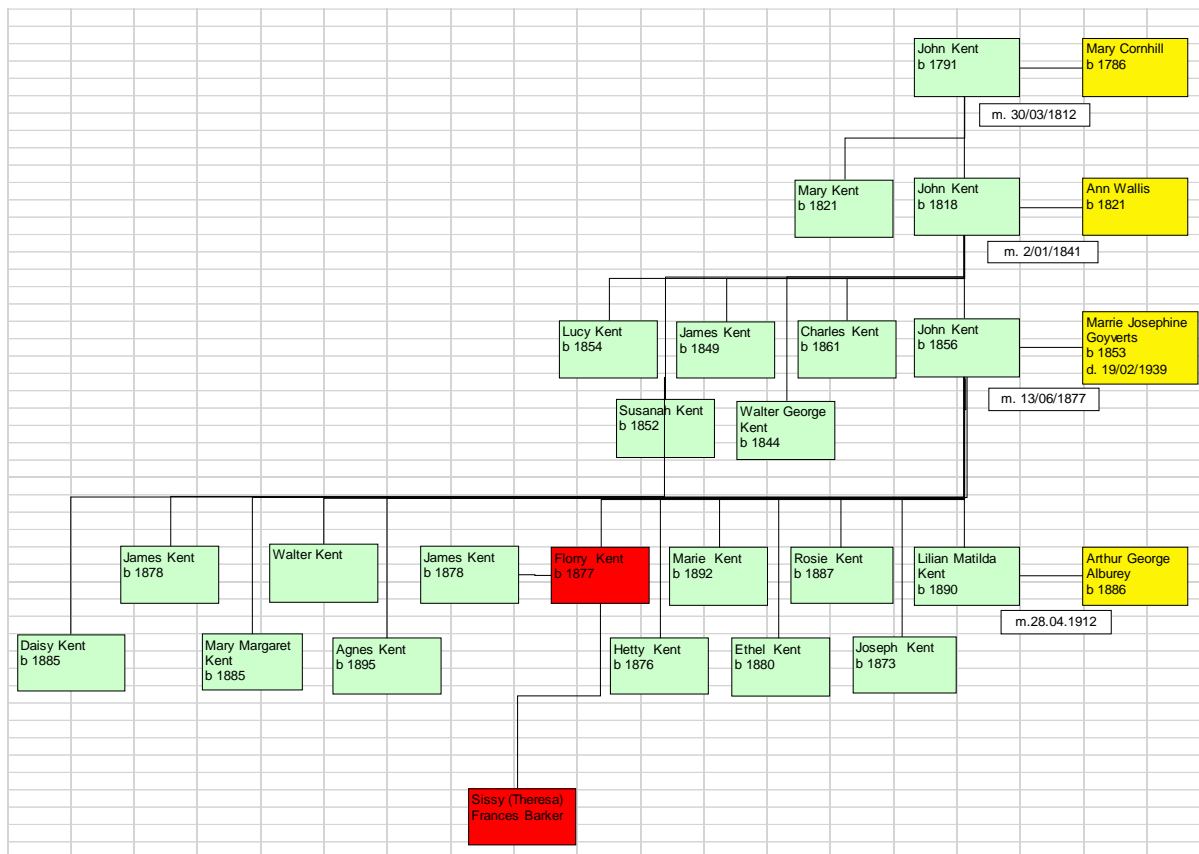 John Kent
b 1791
Mary Cornhill
b 1786
m. 30/03/1812
Mary Kent
b 1821
John Kent
b 1818
Ann Wallis
b 1821
m. 2/01/1841
Lucy Kent
b 1854
James Kent
b 1849
Charles Kent
b 1861
John Kent
b 1856
Marrie Josephine
Goyverts
b 1853
d. 19/02/1939
m. 13/06/1877
Susanah Kent
b 1852
Walter George
Kent
b 1844
James Kent
b 1878
Walter Kent
James Kent
b 1878
Florry Kent
b 1877
Marie Kent
b 1892
Rosie Kent
b 1887
Lilian Matilda
Kent
b 1890
Arthur George
Alburey
b 1886
m.28.04.1912
Daisy Kent
b 1885
Mary Margaret
Kent
b 1885
Agnes Kent
b 1895
Hetty Kent
b 1876
Ethel Kent
b 1880
Joseph Kent
b 1873
Sissy (Theresa)
Frances Barker